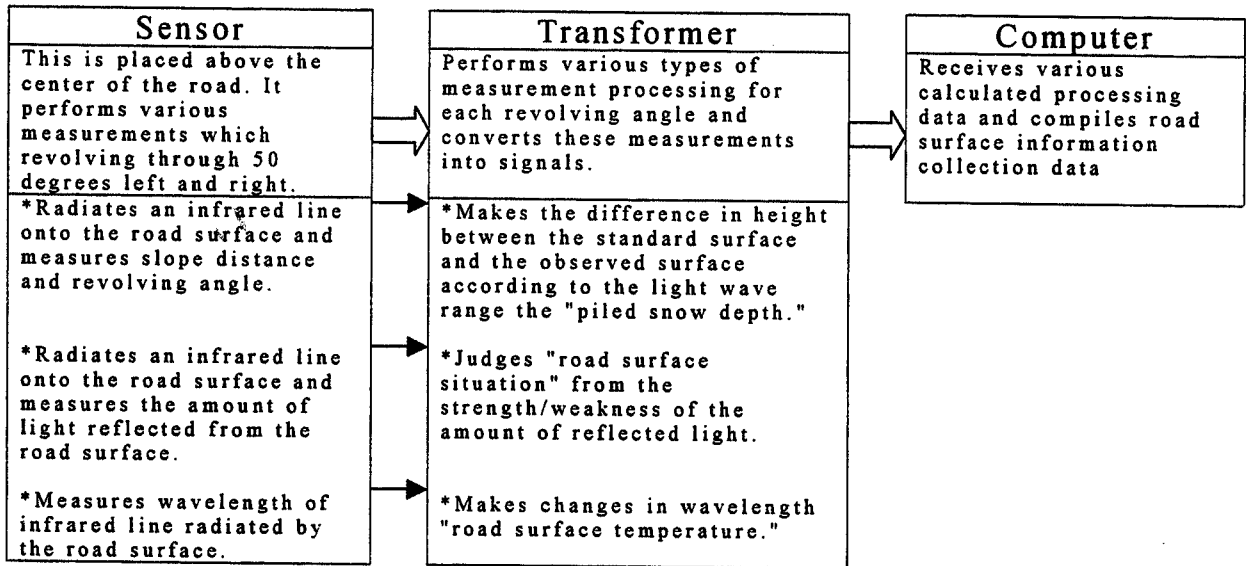 Sensor
This is placed above the
center of the road. It
performs various
measurements which
revolving through 50
degrees left and right.
*Radiates an infrared line
onto the road surface and
measures slope distance
and revolving angle.
*Radiates an infrared line
onto the road surface and
measures the amount of
light reflected from the
road surface.
*Measures wavelength of
infrared line radiated by
the road surface.
Transformer
Performs various types of
measurement processing for
each revolving angle and
converts these measurements
into signals.
*Makes the difference in height
between the standard surface
and the observed surface
according to the light wave
range the "piled snow depth."
*Judges "road surface
situation" from the
strength/weakness of the
amount of reflected light.
*Makes changes in wavelength
"road surface temperature."
Computer
Receives various
calculated processing
data and compiles road
surface information
collection data